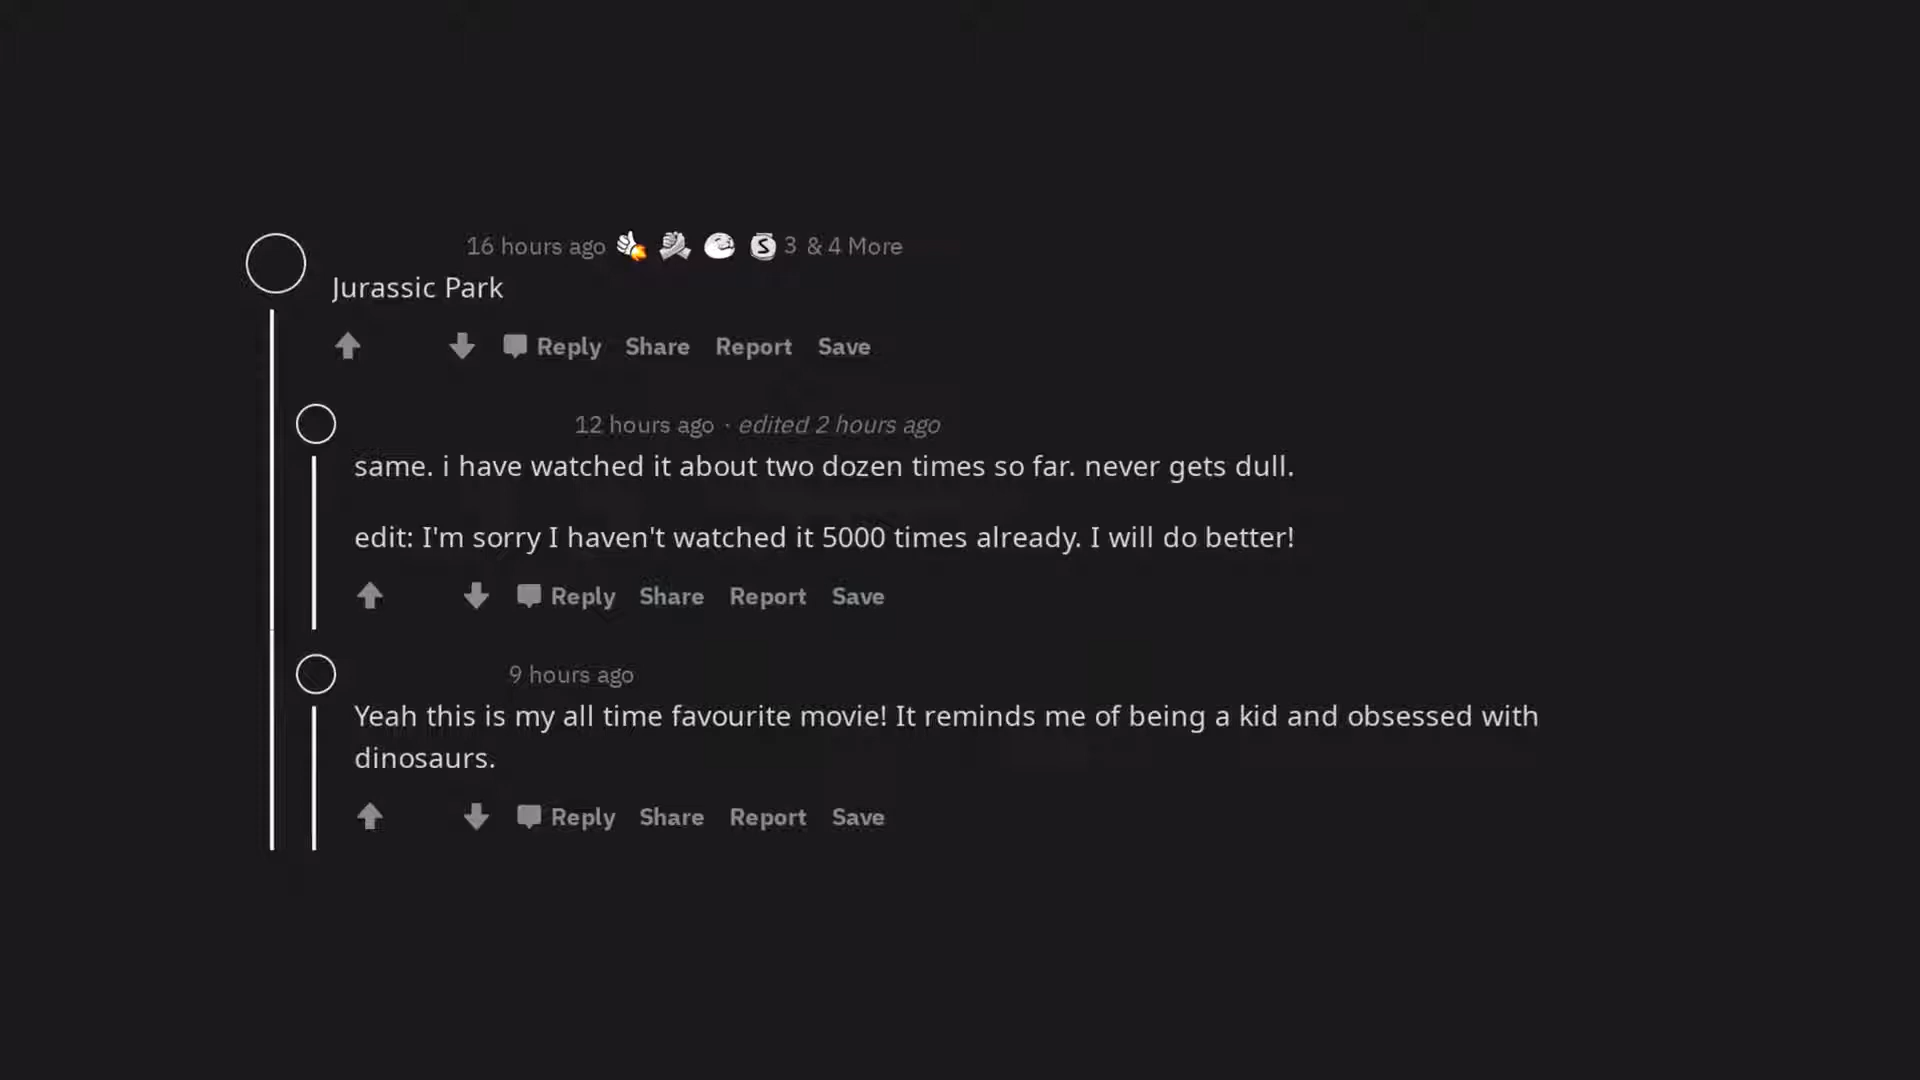 16 hours ago 3 & 4 More
Jurassic Park
Reply Share Report Save
12 hours ago · edited 2 hours ago
same. i have watched it about two dozen times so far. never gets dull.
edit: I'm sorry I haven't watched it 5000 times already. I will do better!
Reply Share Report Save
9 hours ago
Yeah this is my all time favourite movie! It reminds me of being a kid and obsessed with
dinosaurs.
Reply Share Report Save